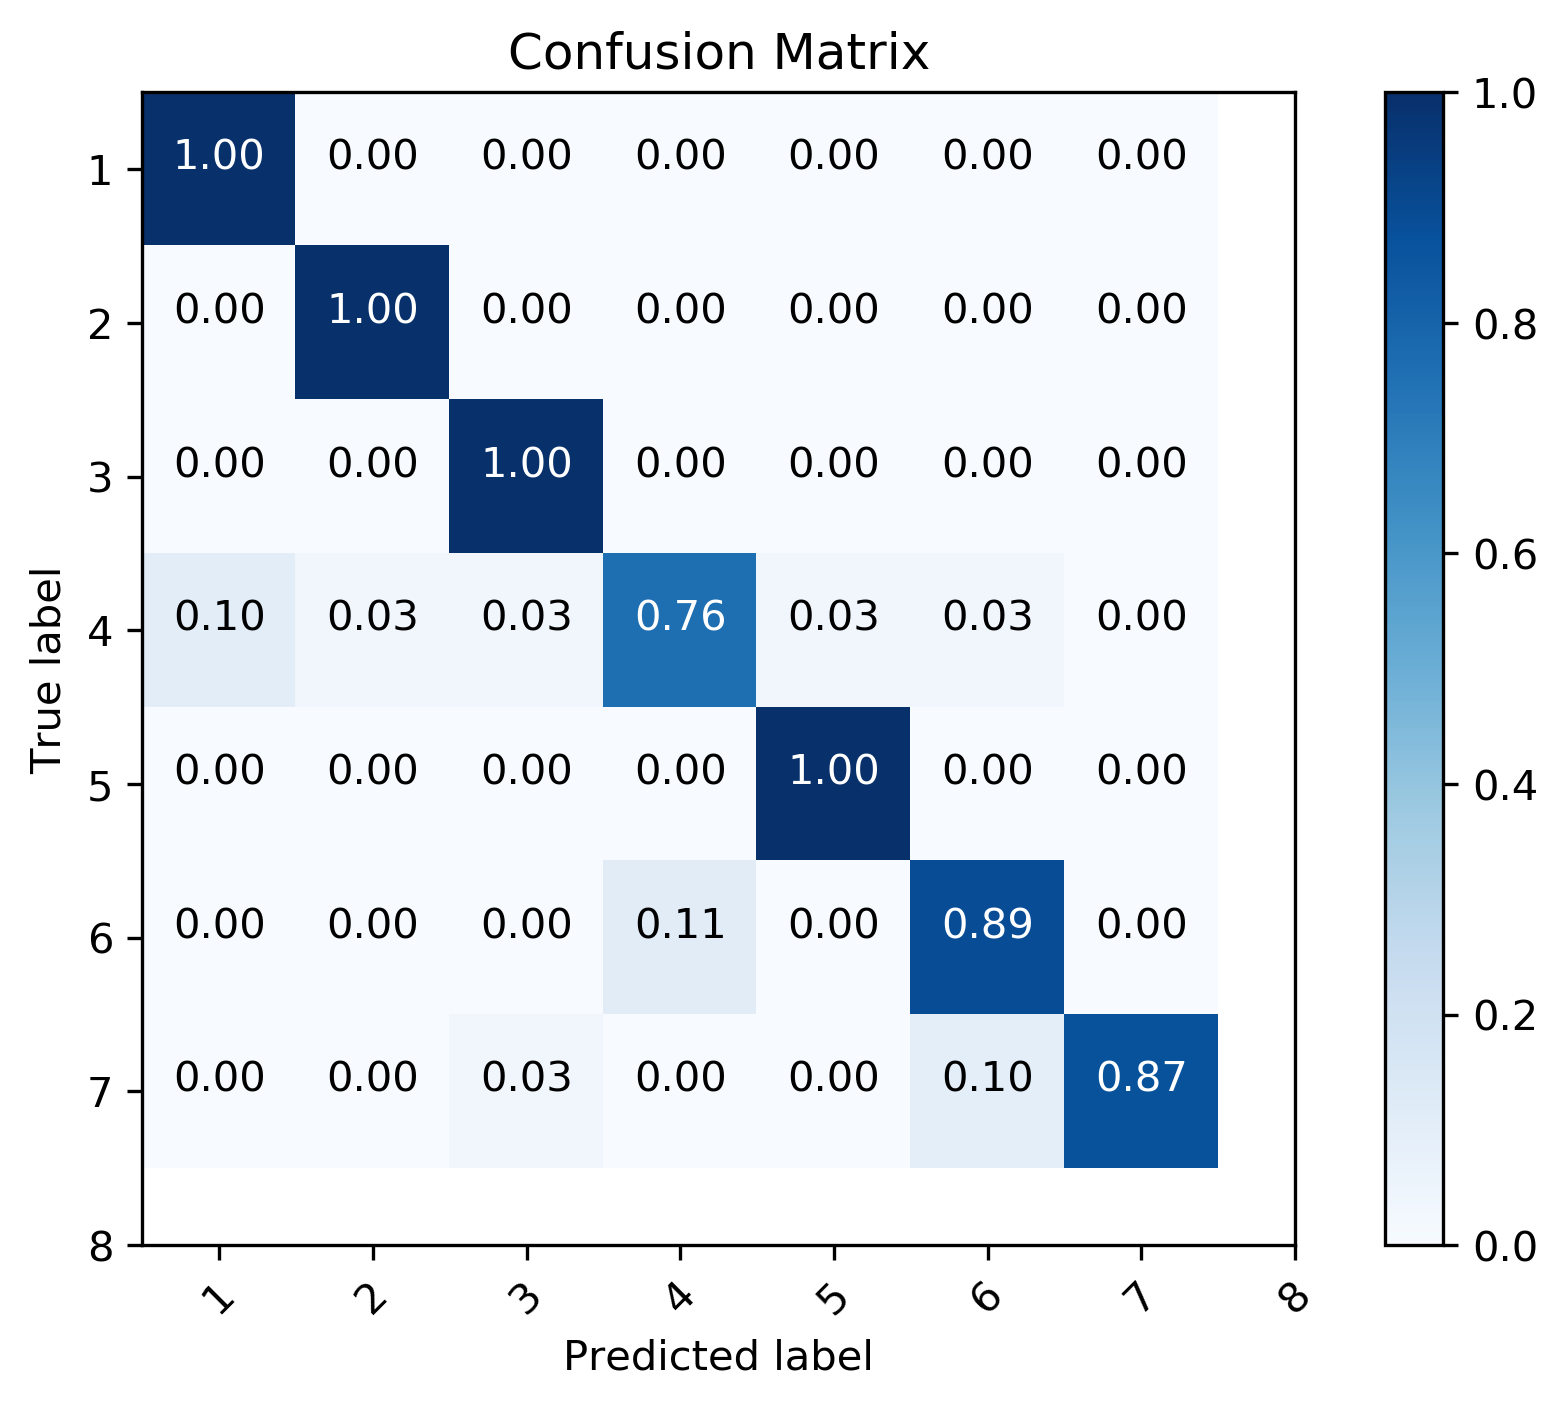 Confusion Matrix
1 1.00 0.00 0.00 0.00 0.00 0.00 0.00
2 0.00 1.00 0.00 0.00 0.00 0.00 0.00
3 0.00 0.00 1.00 0.00 0.00 0.00 0.00
4 0.10 0.03 0.03 0.76 0.03 0.03 0.00
5 0.00 0.00 0.00 0.00 1.00 0.00 0.00
6 0.00 0.00 0.00 0.11 0.00 0.89 0.00
7 0.00 0.00 0.03 0.00 0.00 0.10 0.87
8
True label
1 2 3 4 5 6 7 8
Predicted label
1.0
0.8
0.6
0.4
0.2
0.0